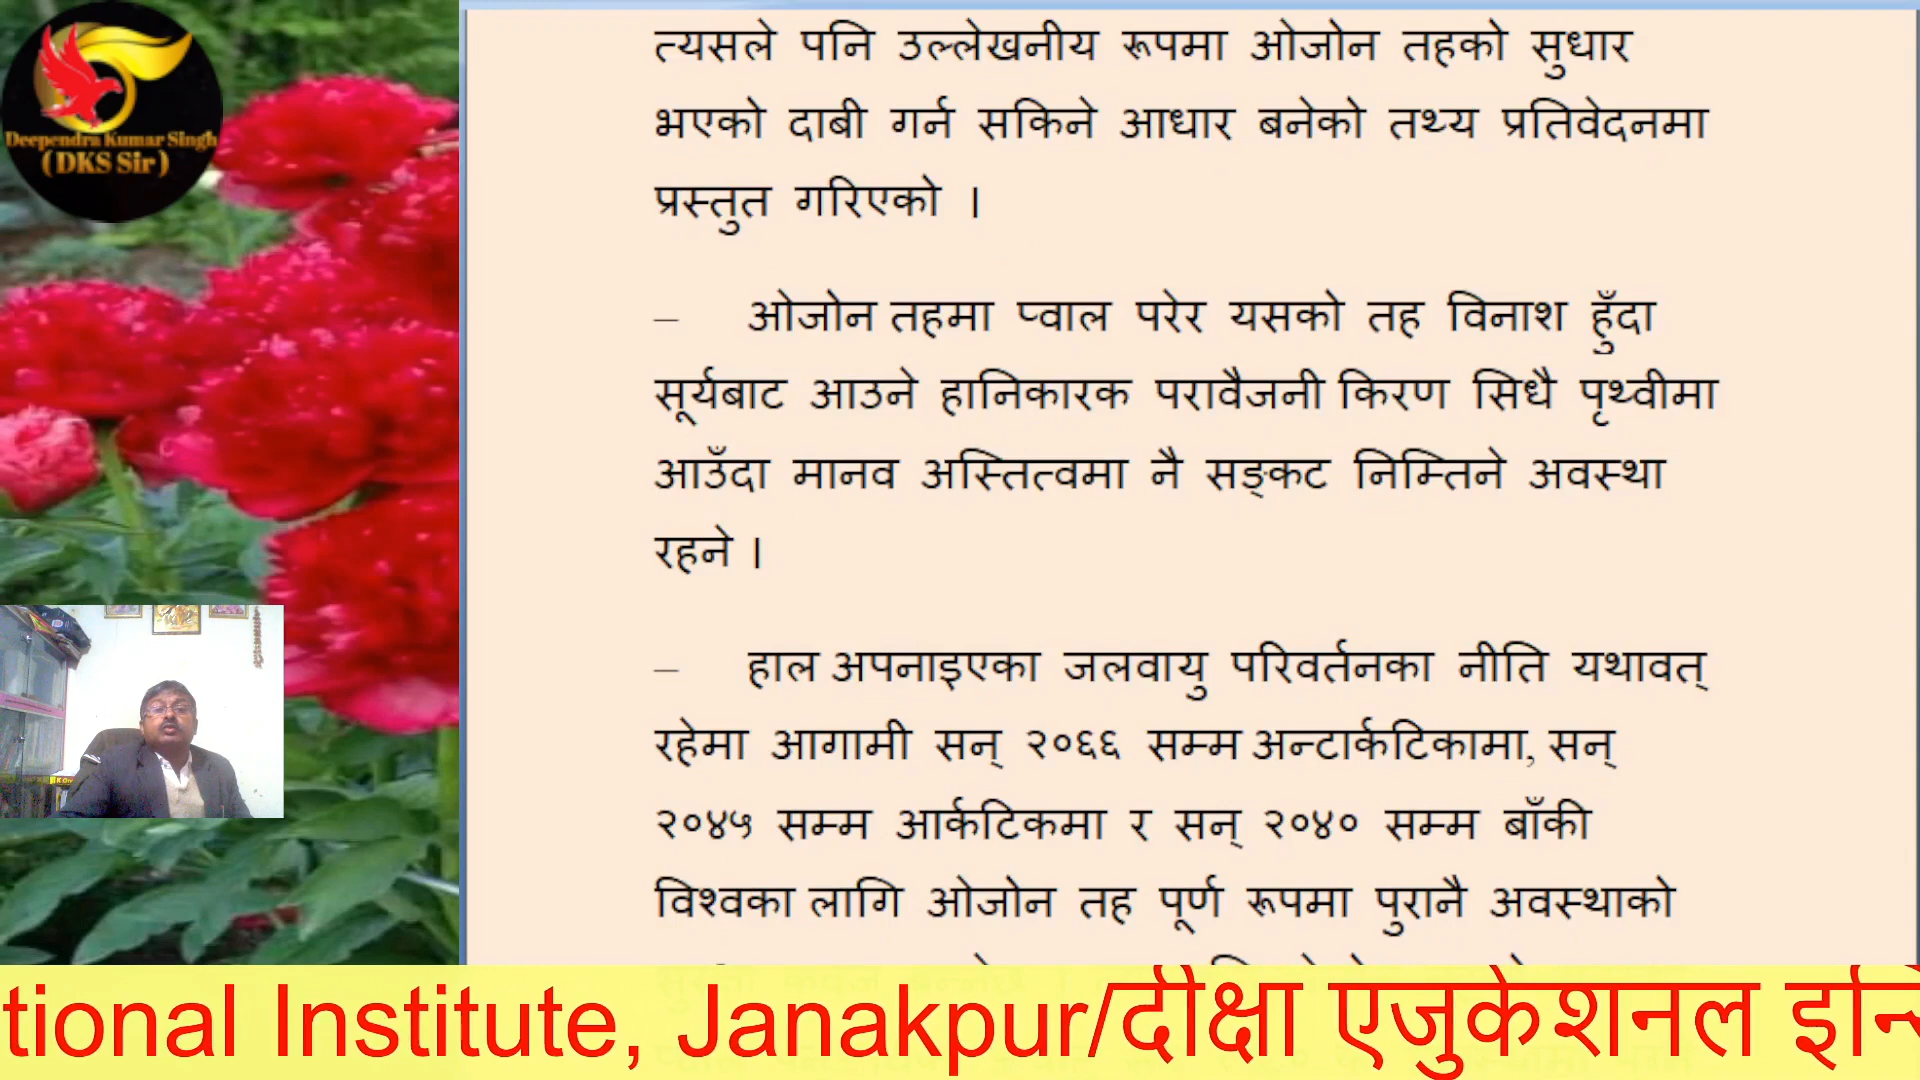 Deependra Kumar Singh
(DKS Sir)
त्यसले पनि उल्लेखनीय रूपमा ओजोन तहको सुधार
भएको दाबी गर्न सकिने आधार बनेको तथ्य प्रतिवेदनमा
प्रस्तुत गरिएको ।
– ओजोन तहमा प्वाल परेर यसको तह विनाश हुँदा
सूर्यबाट आउने हानिकारक परावैजनी किरण सिधै पृथ्वीमा
आउँदा मानव अस्तित्वमा नै सङ्कट निम्तिने अवस्था
रहने ।
– हाल अपनाइएका जलवायु परिवर्तनका नीति यथावत्
रहेमा आगामी सन् २०६६ सम्म अन्टार्कटिकामा, सन्
२०४५ सम्म आर्कटिकमा र सन् २०४० सम्म बाँकी
विश्वका लागि ओजोन तह पूर्ण रूपमा पुरानै अवस्थाको
tional Institute, Janakpur/दीक्षा एजुकेशनल